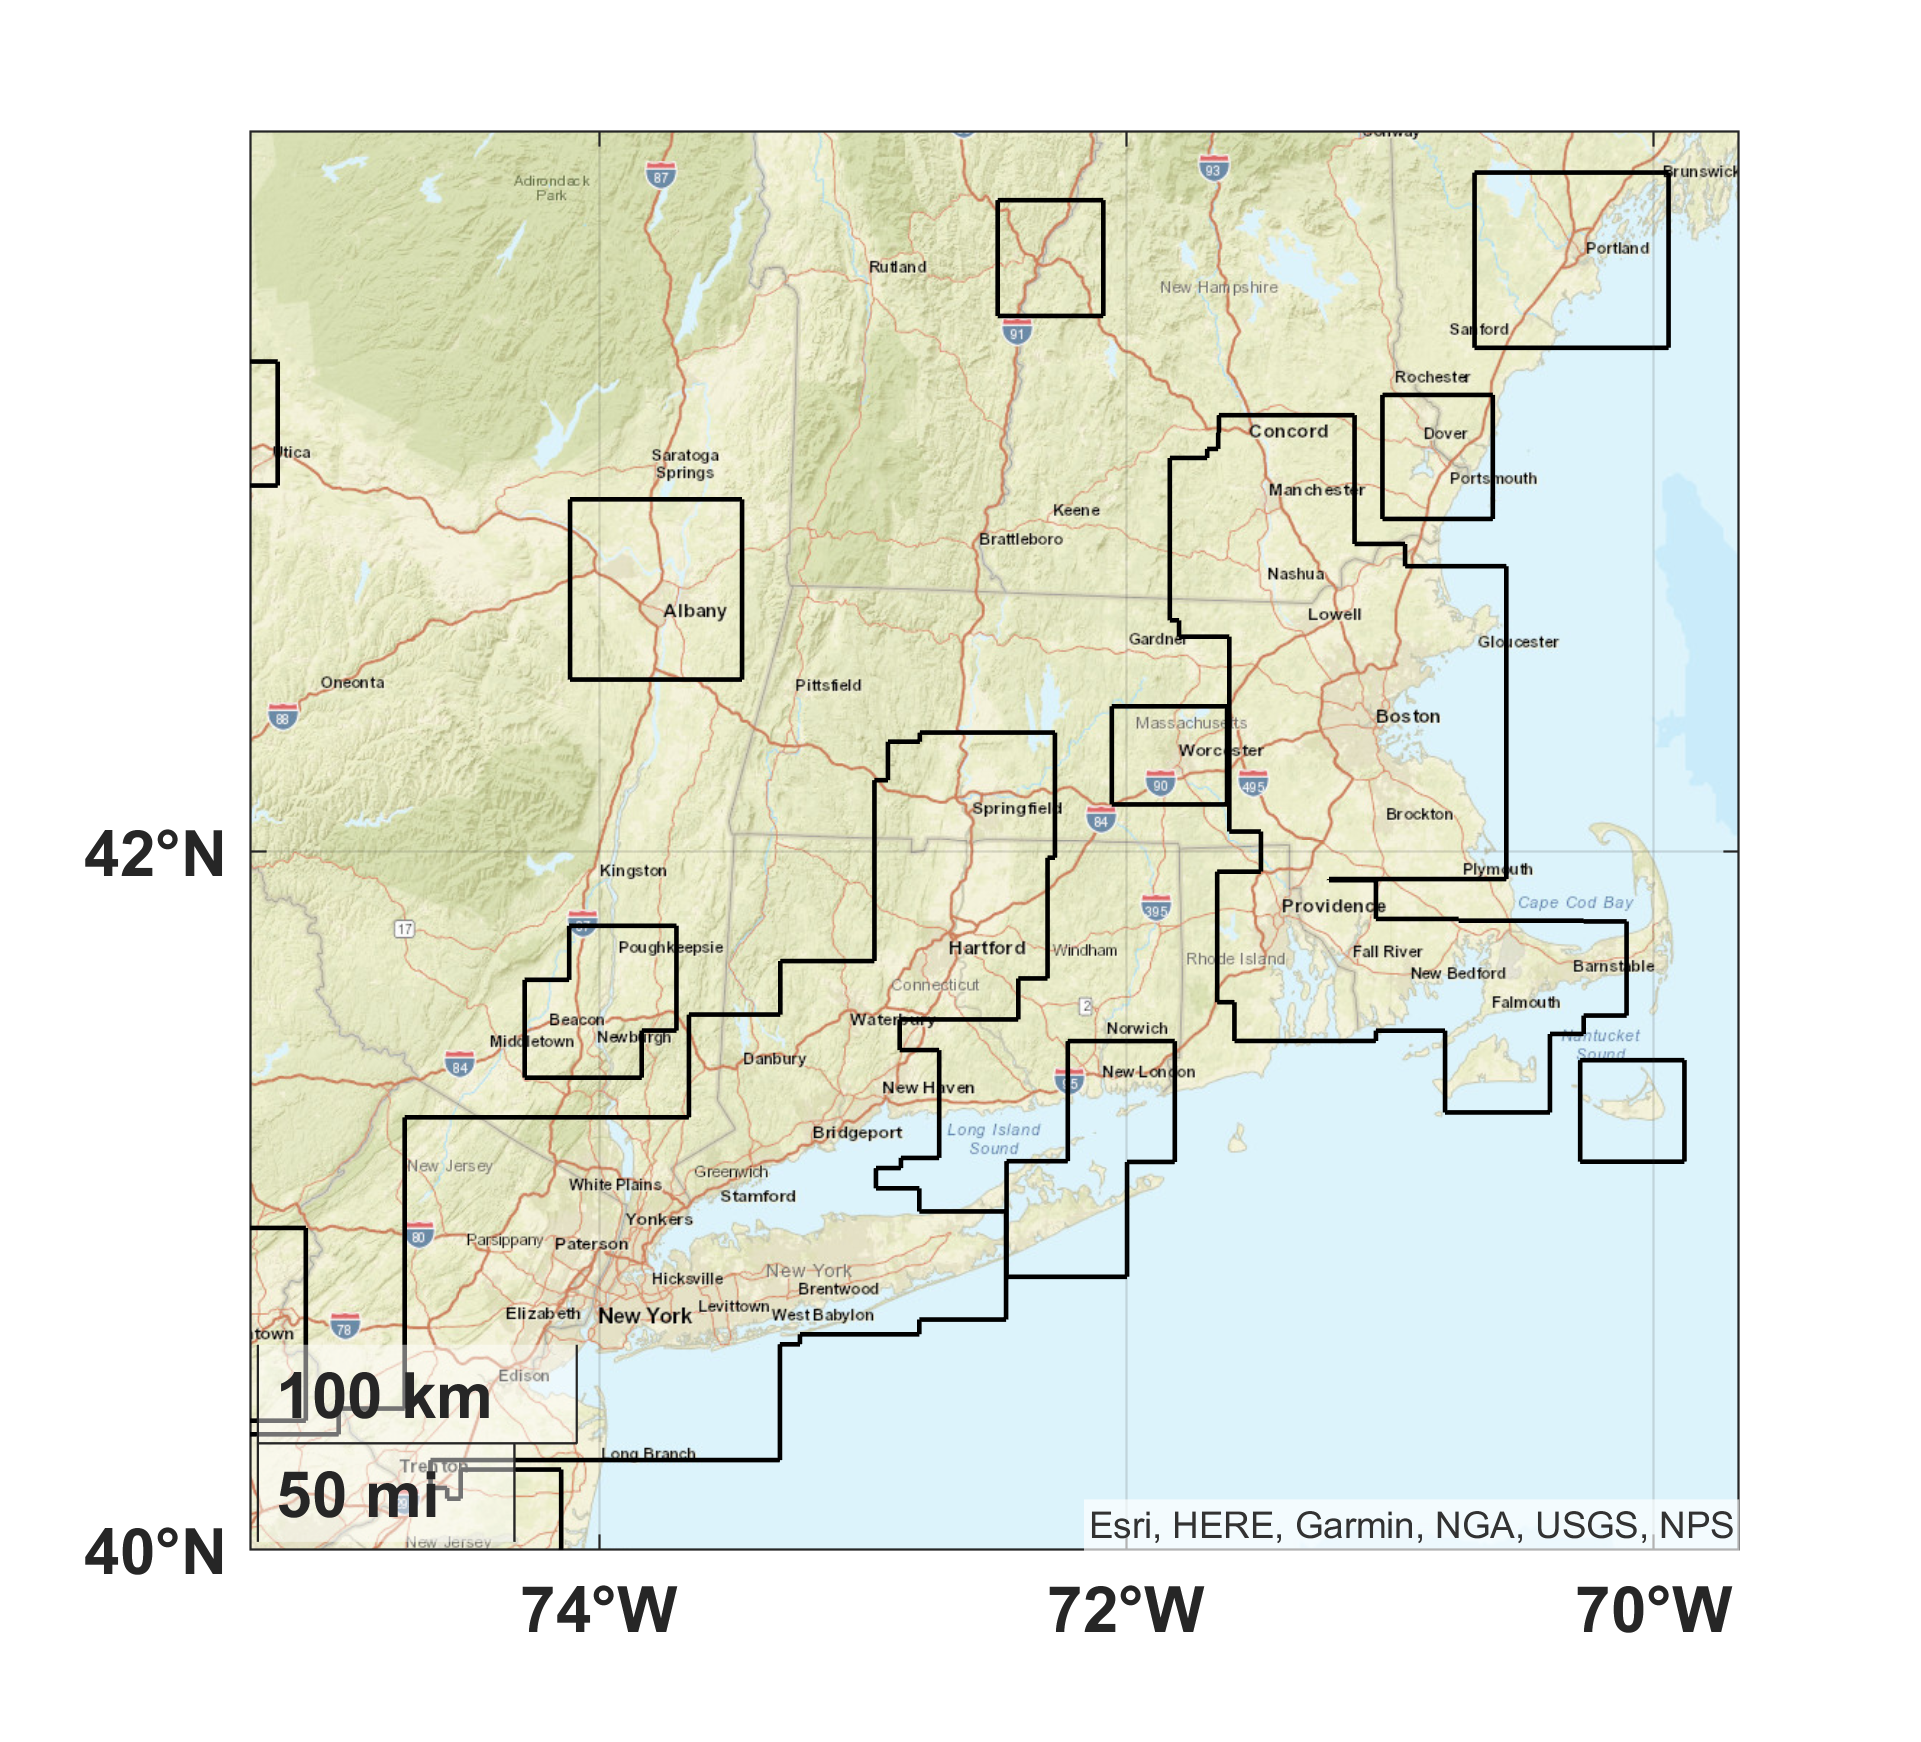 Conway
Brunswick
93
87
Adirondack
Park
Portland
Rutland
New Hampshire
91
Sanford
Rochester
Concord
Dover
Utica
Saratoga
Springs
Portsmouth
Manchester
Keene
Brattleboro
Nashua
Albany
Lowell
Gardner
Gloucester
Oneonta
Pittsfield
88
Boston
Massachusetts
Worcester
90
495
Springfield
84
Brockton
42°N
Kingston
Plymouth
Cape Cod Bay
395
Providence
17
87
Poughkeepsie
Hartford
Windham
Rhode Island
Fall River
New Bedford
Barnstable
Connecticut
Falmouth
2
Beacon
Waterbury
Norwich
Middletown
Newburgh
Nantucket
Sound
84
Danbury
New London
95
New Haven
Bridgeport
Long Island
Sound
New Jersey
Greenwich
White Plains
Stamford
Yonkers
80
Parsippany
Paterson
New York
Hicksville
Brentwood
Elizabeth
New York
Levittown
West Babylon
78
ntown
Edison
100 km
Long Branch
Trenton
50 mi
New Jersey
Esri, HERE, Garmin, NGA, USGS, NPS
40°N
74°W
72°W
70°W